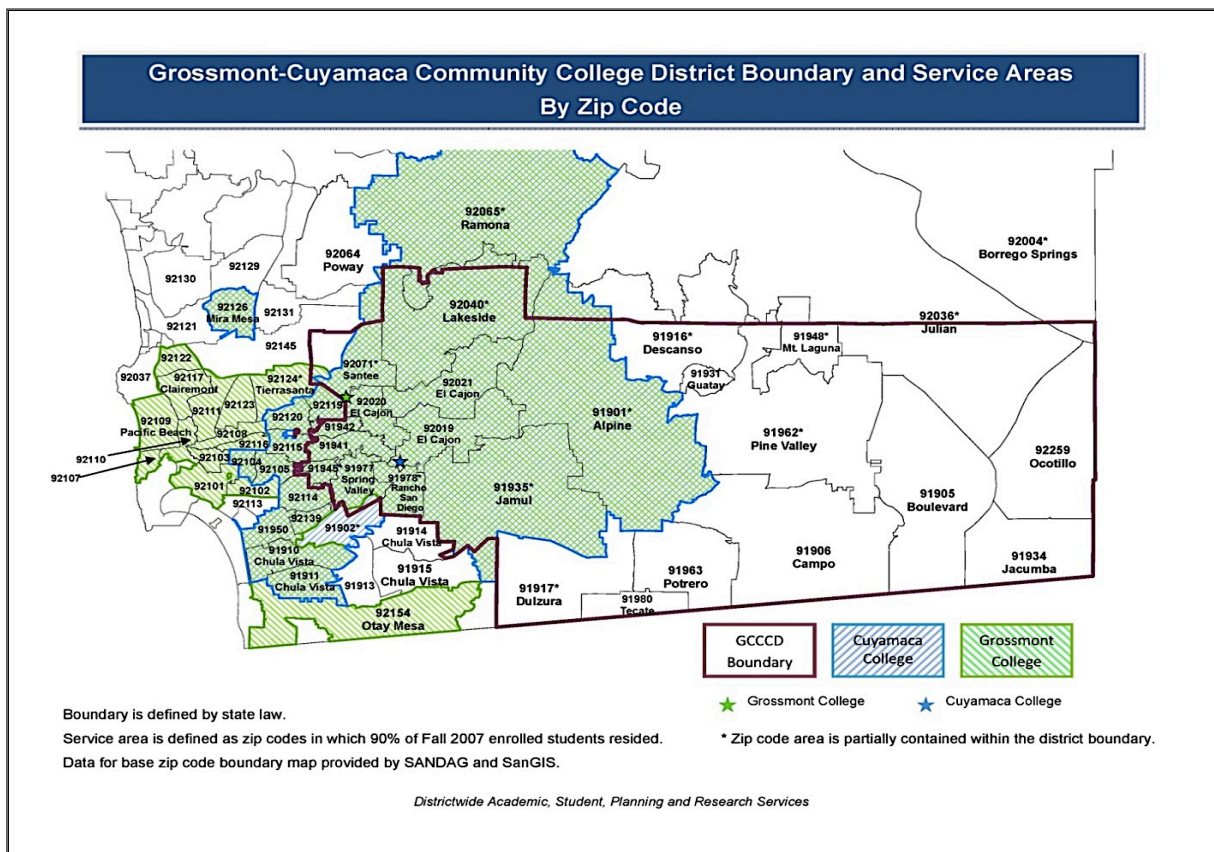 Grossmont-Cuyamaca Community College District Boundary and Service Areas
By Zip Code
92065*
Ramona
92004*
Borrego Springs
92064
Poway
92129
92130
92126
Mira Mesa
92131
92121
92145
92040*
Lakeside
92036*
Julian
91916*
Descanso
91948*
Mt. Laguna
91931
Guatay
92122
92037
92117
Clairemont
92124*
Tierrasanta
92071*
Santee
92021
El Cajon
92020
El Cajon
92111
92123
92119
92109
Pacific Beach
92120
91942
92019
El Cajon
91901*
Alpine
91962*
Pine Valley
92259
Ocotillo
92108
92116
92115
91941
92110
92107
92103
92104
92105
91945*
91977
Spring
Valley
91978*
Rancho
San
Diego
91935*
Jamul
91905
Boulevard
92101
92102
92113
92114
92139
91902*
91914
Chula Vista
91950
91910
Chula Vista
91915
Chula Vista
91911
Chula Vista
91913
91917*
Dulzura
91963
Potrero
91906
Campo
91934
Jacumba
91980
Tecate
92154
Otay Mesa
GCCCD
Boundary
Cuyamaca
College
Grossmont
College
Grossmont College
Cuyamaca College
Boundary is defined by state law.
Service area is defined as zip codes in which 90% of Fall 2007 enrolled students resided.
* Zip code area is partially contained within the district boundary.
Data for base zip code boundary map provided by SANDAG and SanGIS.
Districtwide Academic, Student, Planning and Research Services